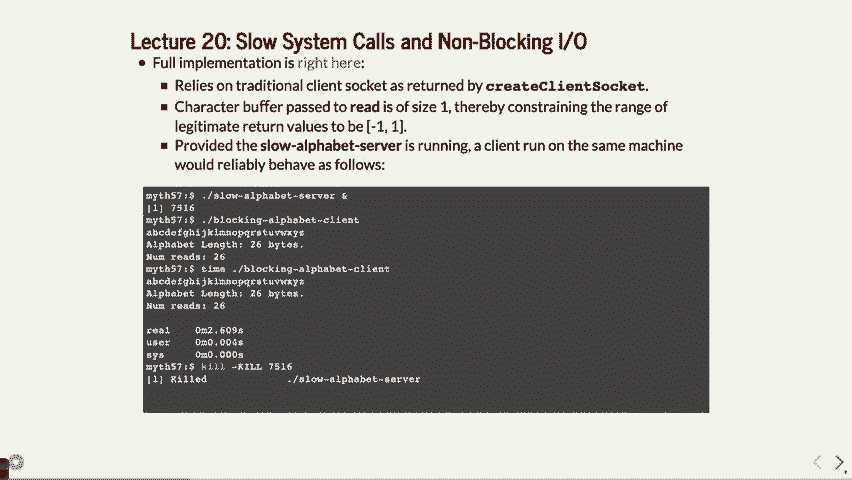 Lecture 20: Slow System Calls and Non-Blocking I/O
• Full implementation is right here:
▪ Relies on traditional client socket as returned by createClientSocket.
▪ Character buffer passed to read is of size 1, thereby constraining the range of
legitimate return values to be [-1, 1].
▪ Provided the slow-alphabet-server is running, a client run on the same machine
would reliably behave as follows:
myth57:$ ./slow-alphabet-server &
[1] 7516
myth57:$ ./blocking-alphabet-client
abcdefghijklmnopqrstuvwxyz
Alphabet Length: 26 bytes.
Num reads: 26
myth57:$ time ./blocking-alphabet-client
abcdefghijklmnopqrstuvwxyz
Alphabet Length: 26 bytes.
Num reads: 26
real 0m2.609s
user 0m0.004s
sys 0m0.000s
myth57:$ kill -KILL 7516
[1] Killed ./slow-alphabet-server